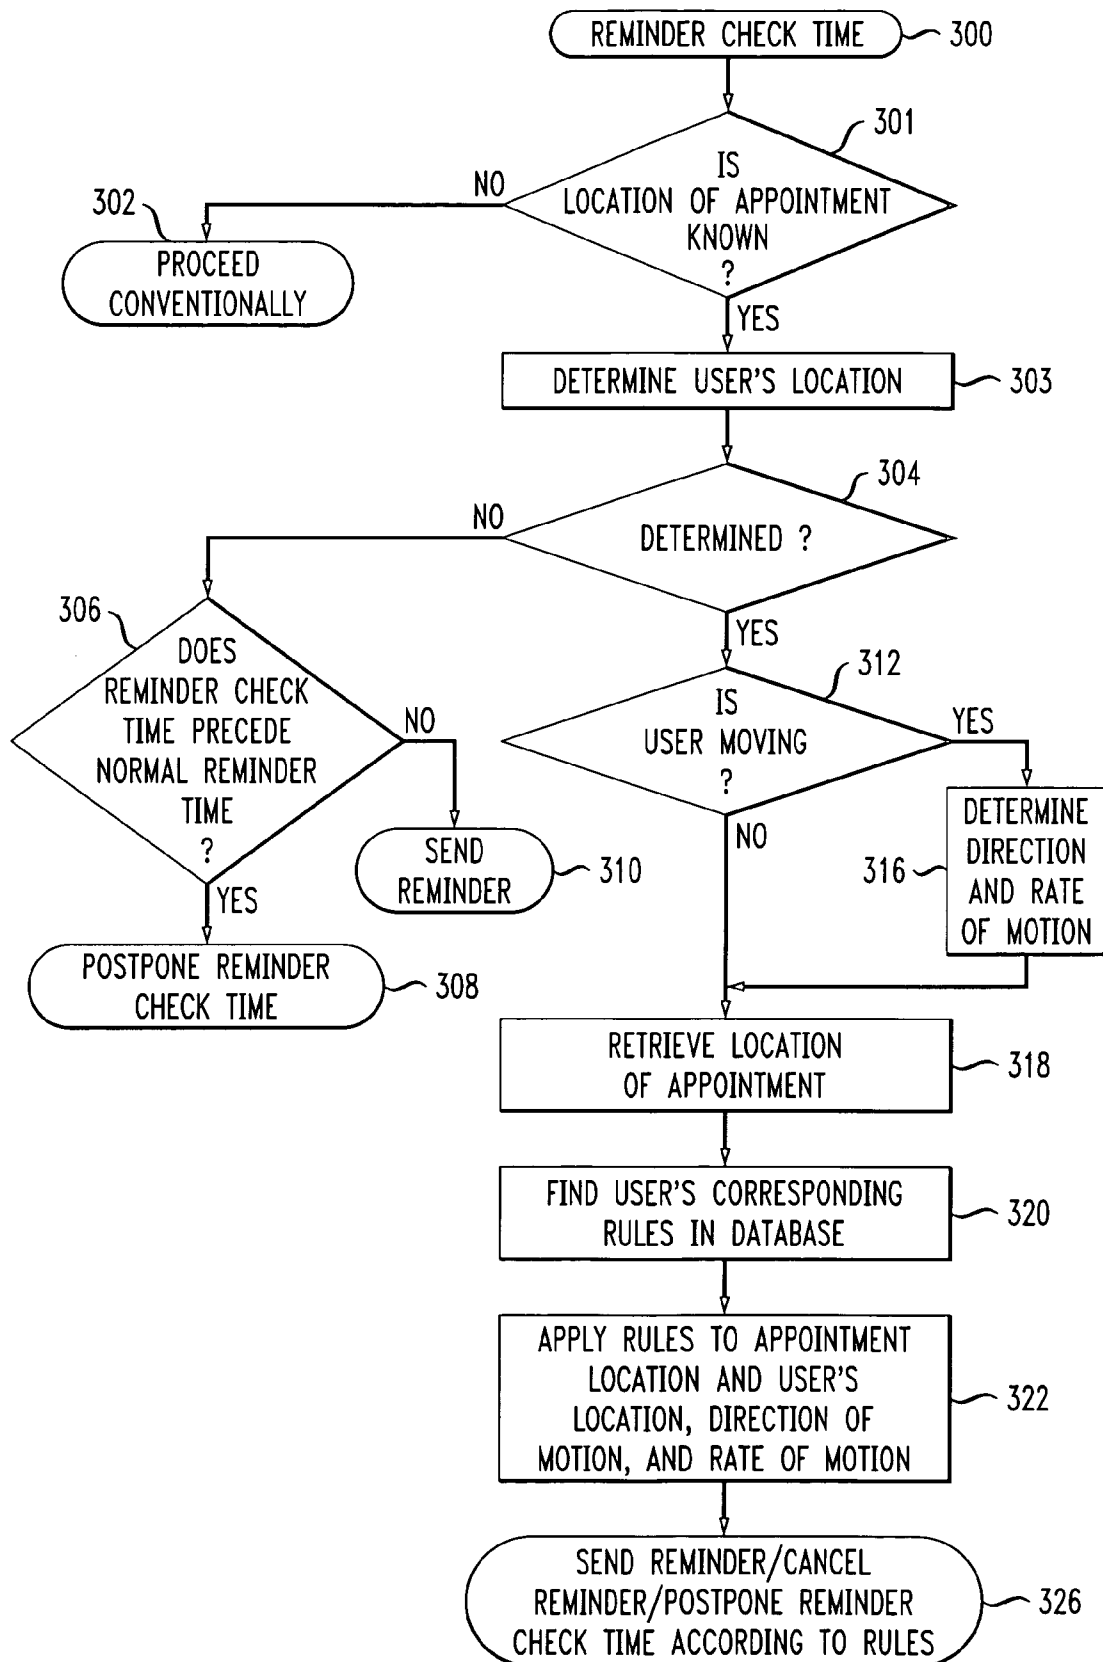 REMINDER CHECK TIME
300
301
IS
LOCATION OF APPOINTMENT
KNOWN
?
NO
302
PROCEED
CONVENTIONALLY
YES
DETERMINE USER'S LOCATION
303
304
DETERMINED ?
NO
306
DOES
REMINDER CHECK
TIME PRECEDE
NORMAL REMINDER
TIME
?
NO
SEND
REMINDER
310
YES
POSTPONE REMINDER
CHECK TIME
308
YES
312
IS
USER MOVING
?
YES
DETERMINE
DIRECTION
AND RATE
OF MOTION
316
NO
RETRIEVE LOCATION
OF APPOINTMENT
318
FIND USER'S CORRESPONDING
RULES IN DATABASE
320
APPLY RULES TO APPOINTMENT
LOCATION AND USER'S
LOCATION, DIRECTION OF
MOTION, AND RATE OF MOTION
322
SEND REMINDER/CANCEL
REMINDER/POSTPONE REMINDER
CHECK TIME ACCORDING TO RULES
326